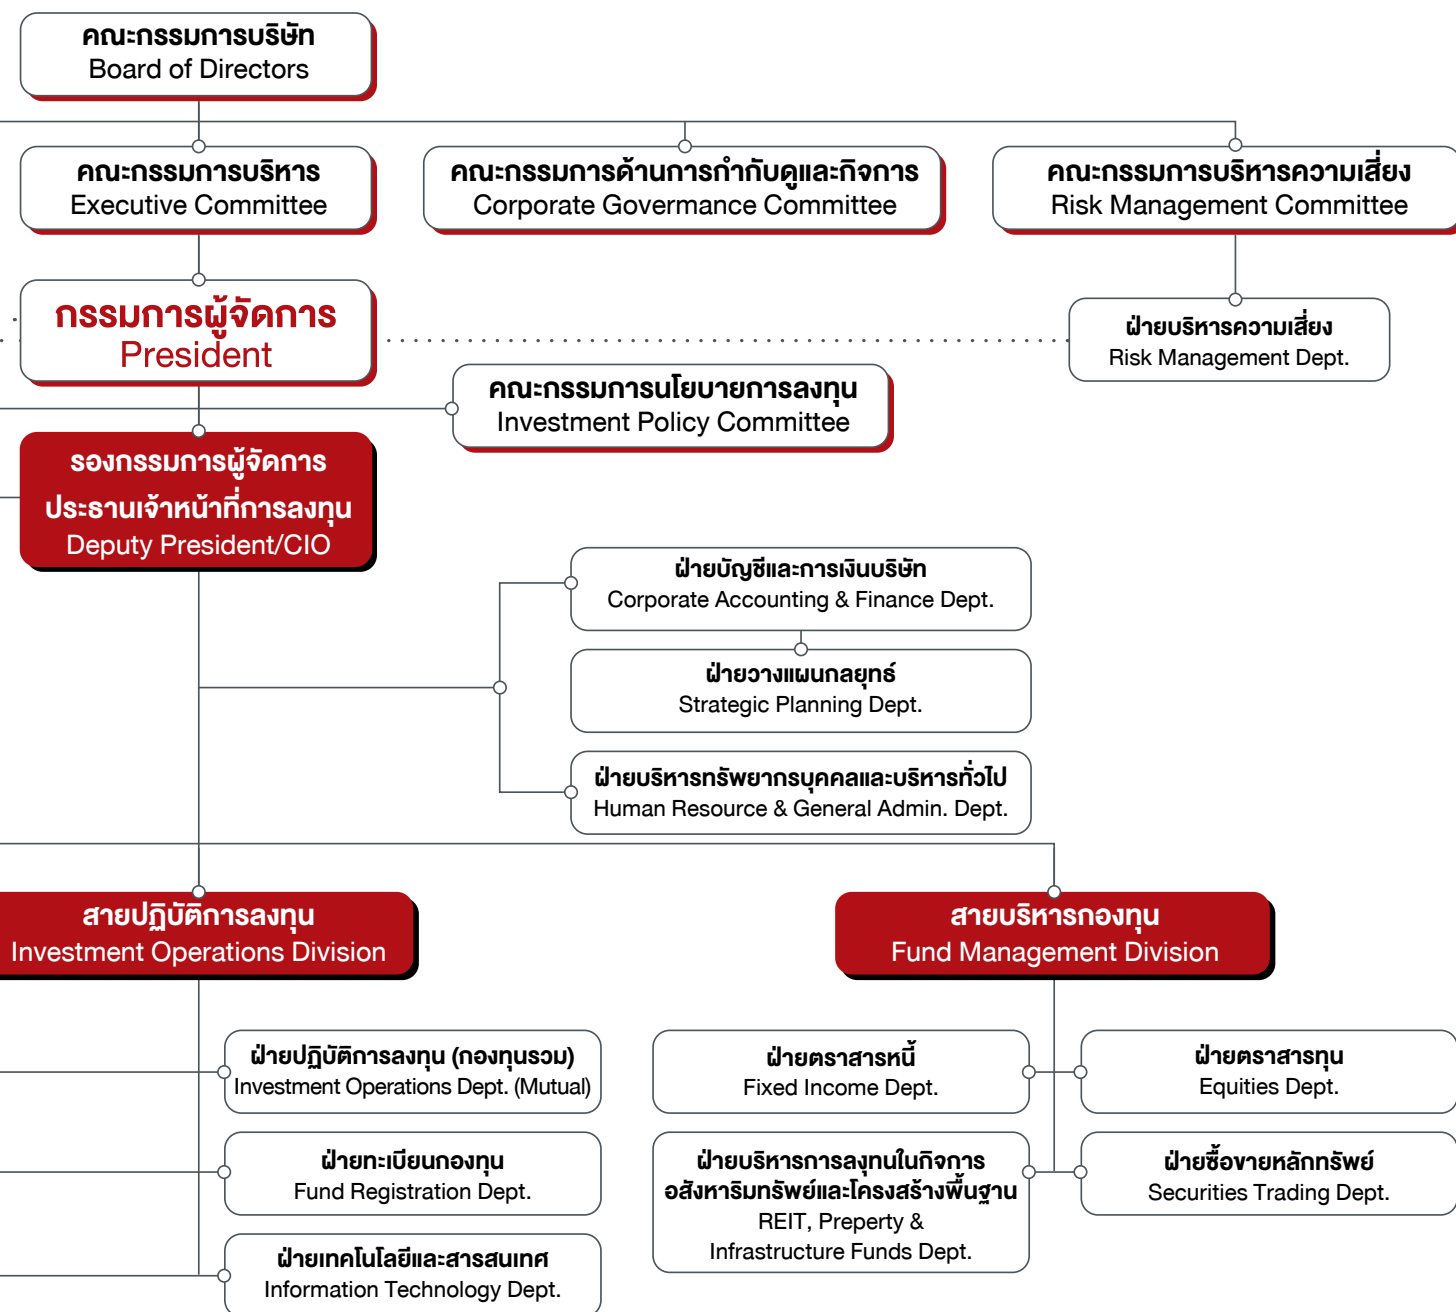 คณะกรรมการบริษัท
Board of Directors
คณะกรรมการบริหาร
Executive Committee
คณะกรรมการด้านการกำกับดูและกิจการ
Corporate Govermance Committee
คณะกรรมการบริหารความเสี่ยง
Risk Management Committee
กรรมการผู้จัดการ
President
ฝ่ายบริหารความเสี่ยง
Risk Management Dept.
คณะกรรมการนโยบายการลงทุน
Investment Policy Committee
รองกรรมการผู้จัดการ
ประธานเจ้าหน้าที่การลงทุน
Deputy President/CIO
ฝ่ายบัญชีและการเงินบริษัท
Corporate Accounting & Finance Dept.
ฝ่ายวางแผนกลยุทธ์
Strategic Planning Dept.
ฝ่ายบริหารทรัพยากรบุคคลและบริหารทั่วไป
Human Resource & General Admin. Dept.
สายปฏิบัติการลงทุน
Investment Operations Division
สายบริหารกองทุน
Fund Management Division
ฝ่ายปฏิบัติการลงทุน (กองทุนรวม)
Investment Operations Dept. (Mutual)
ฝ่ายตราสารหนี้
Fixed Income Dept.
ฝ่ายตราสารทุน
Equities Dept.
ฝ่ายทะเบียนกองทุน
Fund Registration Dept.
ฝ่ายบริหารการลงุทนในกิจการ
อสังหาริมทรัพย์และโครงสร้างพื้นฐาน
REIT, Preperty &
Infrastructure Funds Dept.
ฝ่ายซื้อขายหลักทรัพย์
Securities Trading Dept.
ฝ่ายเทคโนโลยีและสารสนเทศ
Information Technology Dept.